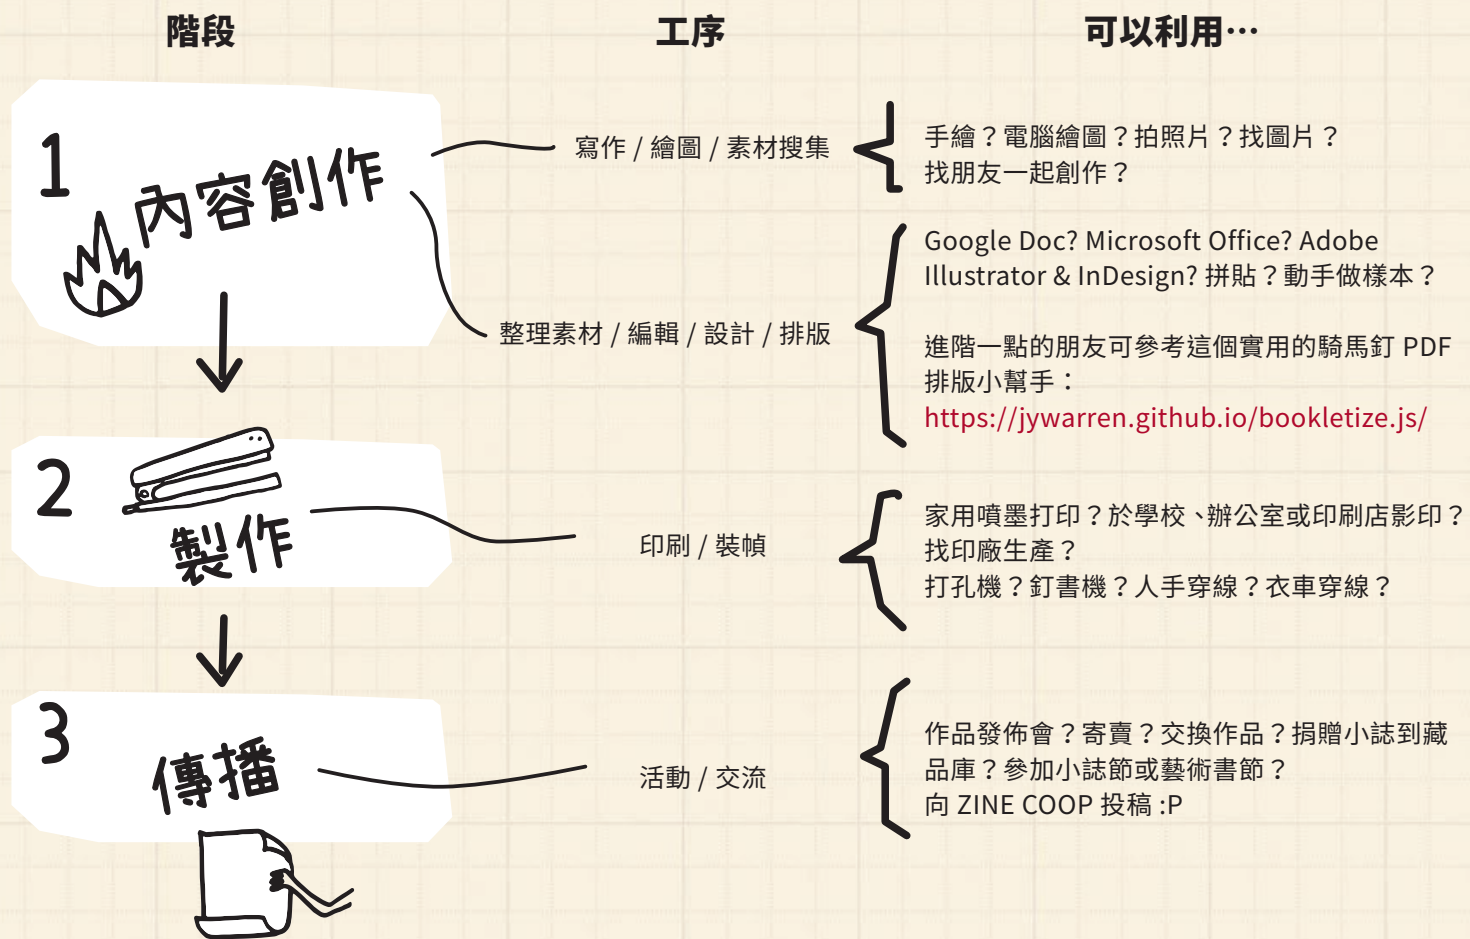 階段
工序
可以利用…
1
內容創作
寫作 / 繪圖 / 素材搜集
手繪？電腦繪圖？拍照片？找圖片？
找朋友一起創作？
整理素材 / 編輯 / 設計 / 排版
Google Doc? Microsoft Office? Adobe
Illustrator & InDesign? 拼貼？動手做樣本？
進階一點的朋友可參考這個實用的騎馬釘 PDF
排版小幫手：
https://jywarren.github.io/bookletize.js/
2
製作
印刷 / 裝幀
家用噴墨打印？於學校、辦公室或印刷店影印？
找印廠生產？
打孔機？釘書機？人手穿線？衣車穿線？
3
傳播
活動 / 交流
作品發佈會？寄賣？交換作品？捐贈小誌到藏
品庫？參加小誌節或藝術書節？
向 ZINE COOP 投稿 :P